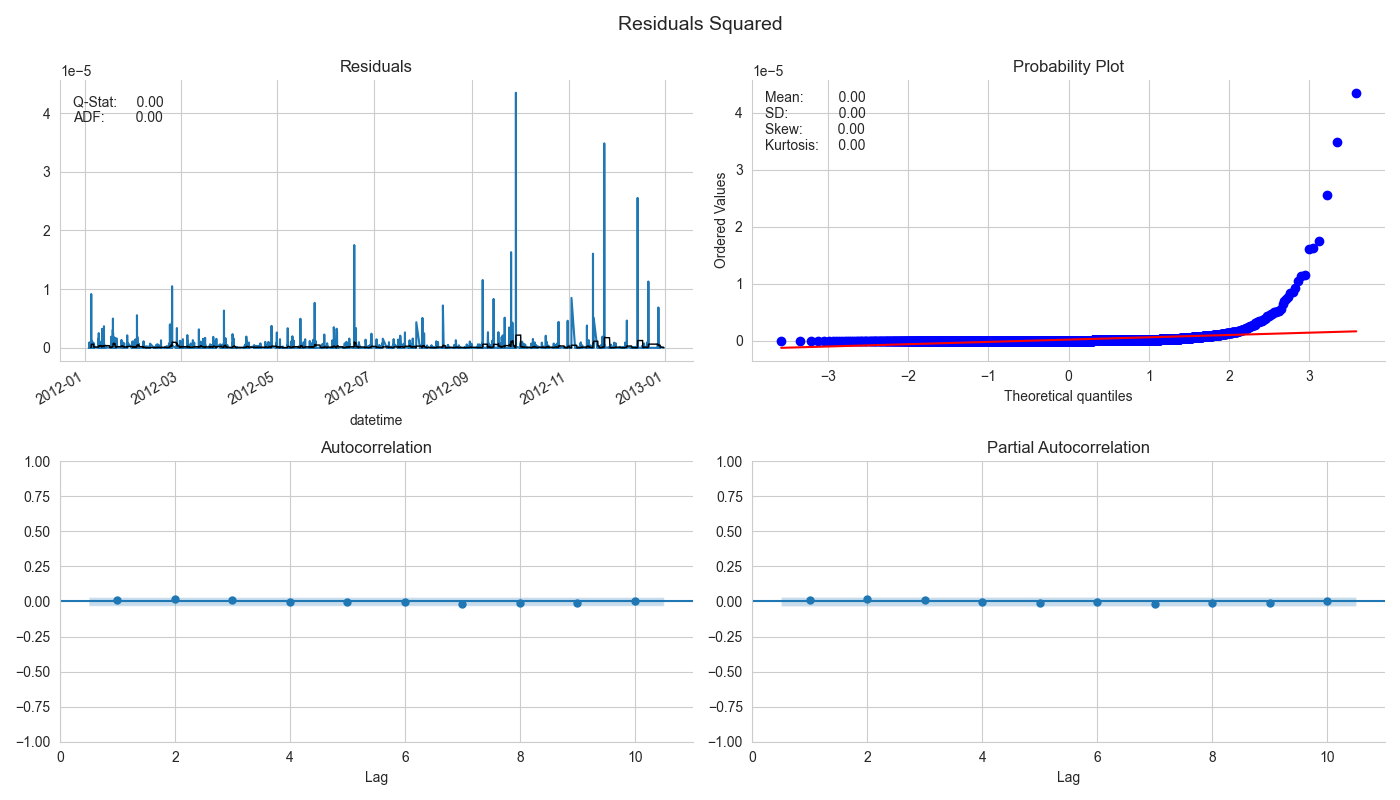 Residuals Squared
Residuals
1e−5
Q-Stat: 0.00
ADF: 0.00
4
3
2
1
0
2012-01 2012-03 2012-05 2012-07 2012-09 2012-11 2013-01
datetime
Probability Plot
1e−5
Mean: 0.00
SD: 0.00
Skew: 0.00
Kurtosis: 0.00
Ordered Values
4
3
2
1
0
−3 −2 −1 0 1 2 3
Theoretical quantiles
Autocorrelation
1.00
0.75
0.50
0.25
0.00
−0.25
−0.50
−0.75
−1.00
0 2 4 6 8 10
Lag
Partial Autocorrelation
1.00
0.75
0.50
0.25
0.00
−0.25
−0.50
−0.75
−1.00
0 2 4 6 8 10
Lag